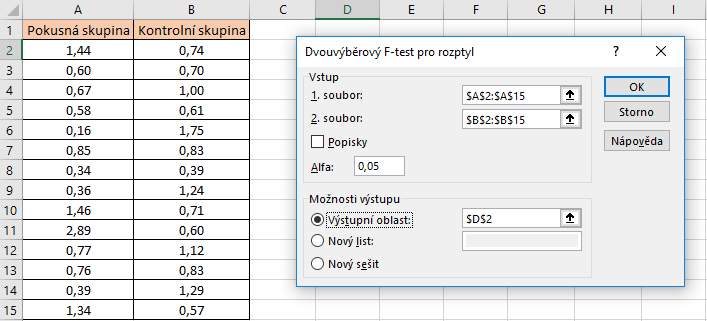 A B C D E F G H I
1 Pokusná skupina Kontrolní skupina
2 1,44 0,74
3 0,60 0,70
4 0,67 1,00
5 0,58 0,61
6 0,16 1,75
7 0,85 0,83
8 0,34 0,39
9 0,36 1,24
10 1,46 0,71
11 2,89 0,60
12 0,77 1,12
13 0,76 0,83
14 0,39 1,29
15 1,34 0,57
Dvouvýběrový F-test pro rozptyl ? ×
Vstup
1. soubor: $A$2:$A$15
2. soubor: $B$2:$B$15
Popisky
Alfa: 0,05
OK
Storno
Nápověda
Možnosti výstupu
Výstupní oblast: $D$2
Nový list:
Nový sešit